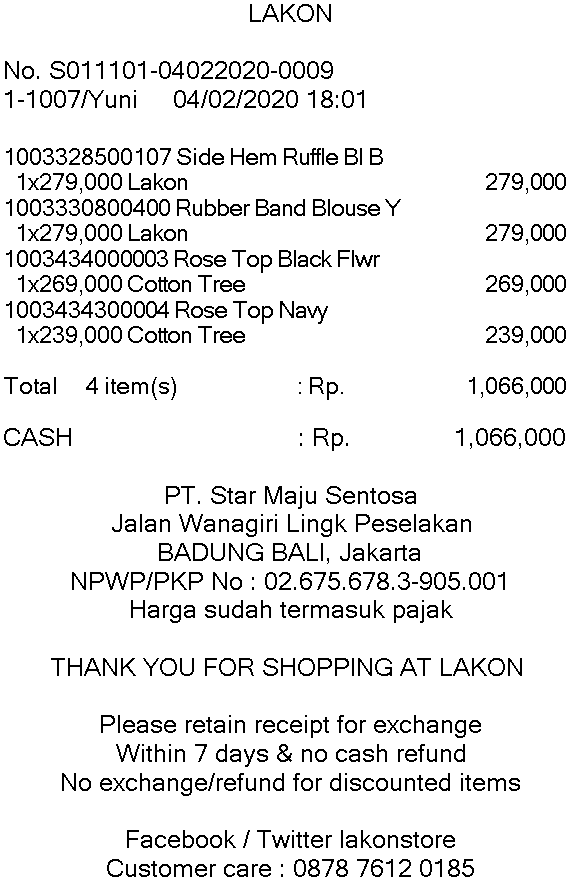 LAKON
No. S011101-04022020-0009
1-1007/Yuni 04/02/2020 18:01
1003328500107 Side Hem Ruffle Bl B
1x279,000 Lakon 279,000
1003330800400 Rubber Band Blouse Y
1x279,000 Lakon 279,000
1003434000003 Rose Top Black Flwr
1x269,000 Cotton Tree 269,000
1003434300004 Rose Top Navy
1x239,000 Cotton Tree 239,000
Total 4 item(s) : Rp. 1,066,000
CASH : Rp. 1,066,000
PT. Star Maju Sentosa
Jalan Wanagiri Lingk Peselakan
BADUNG BALI, Jakarta
NPWP/PKP No : 02.675.678.3-905.001
Harga sudah termasuk pajak
THANK YOU FOR SHOPPING AT LAKON
Please retain receipt for exchange
Within 7 days & no cash refund
No exchange/refund for discounted items
Facebook / Twitter lakonstore
Customer care : 0878 7612 0185